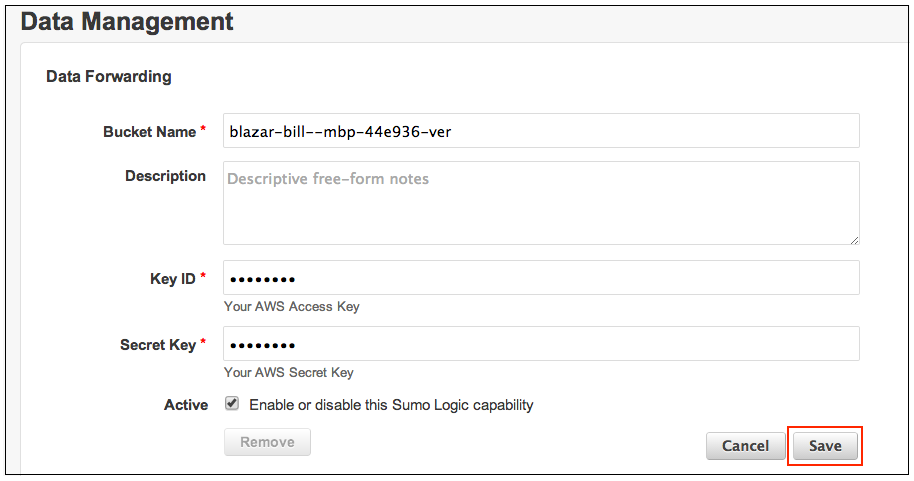 Data Management
Data Forwarding
Bucket Name * blazar-bill--mbp-44e936-ver
Description Descriptive free-form notes
Key ID * ••••••••
Your AWS Access Key
Secret Key * ••••••••
Your AWS Secret Key
Active Enable or disable this Sumo Logic capability
Remove Cancel Save